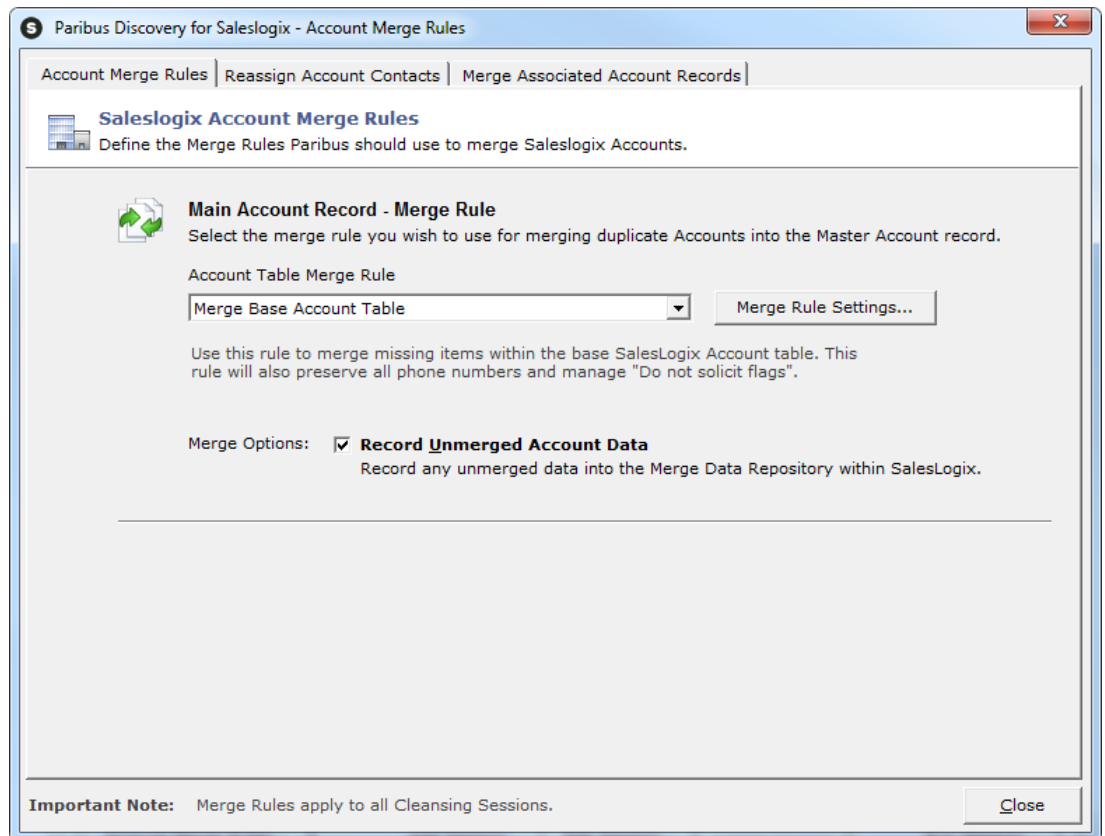 S Paribus Discovery for Saleslogix - Account Merge Rules
Account Merge Rules Reassign Account Contacts Merge Associated Account Records
Saleslogix Account Merge Rules
Define the Merge Rules Paribus should use to merge Saleslogix Accounts.
Main Account Record - Merge Rule
Select the merge rule you wish to use for merging duplicate Accounts into the Master Account record.
Account Table Merge Rule
Merge Base Account Table Merge Rule Settings...
Use this rule to merge missing items within the base SalesLogix Account table. This
rule will also preserve all phone numbers and manage "Do not solicit flags".
Merge Options: Record Unmerged Account Data
Record any unmerged data into the Merge Data Repository within SalesLogix.
Important Note: Merge Rules apply to all Cleansing Sessions. Close